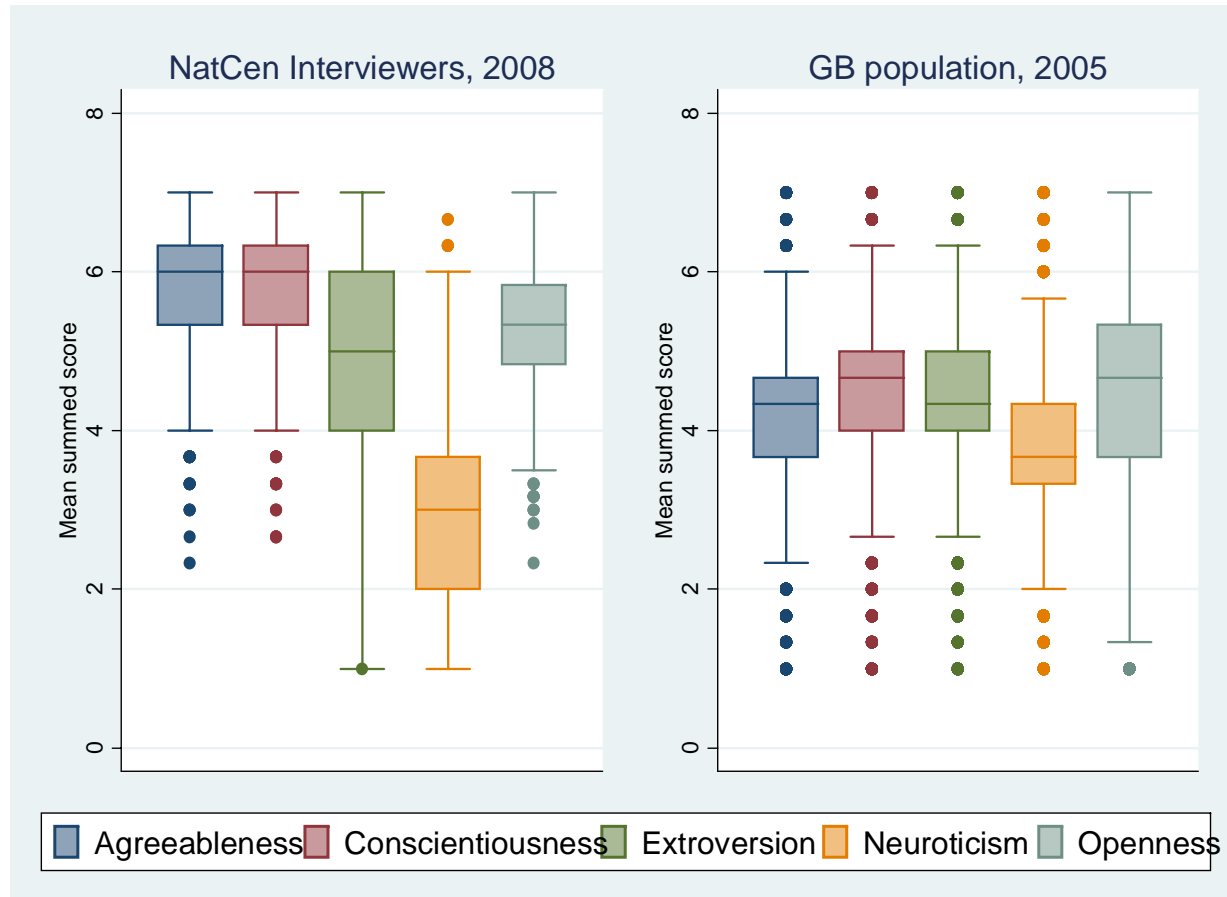 NatCen Interviewers, 2008
Mean summed score
8
6
4
2
0
GB population, 2005
Mean summed score
8
6
4
2
0
Agreeableness Conscientiousness Extroversion Neuroticism Openness